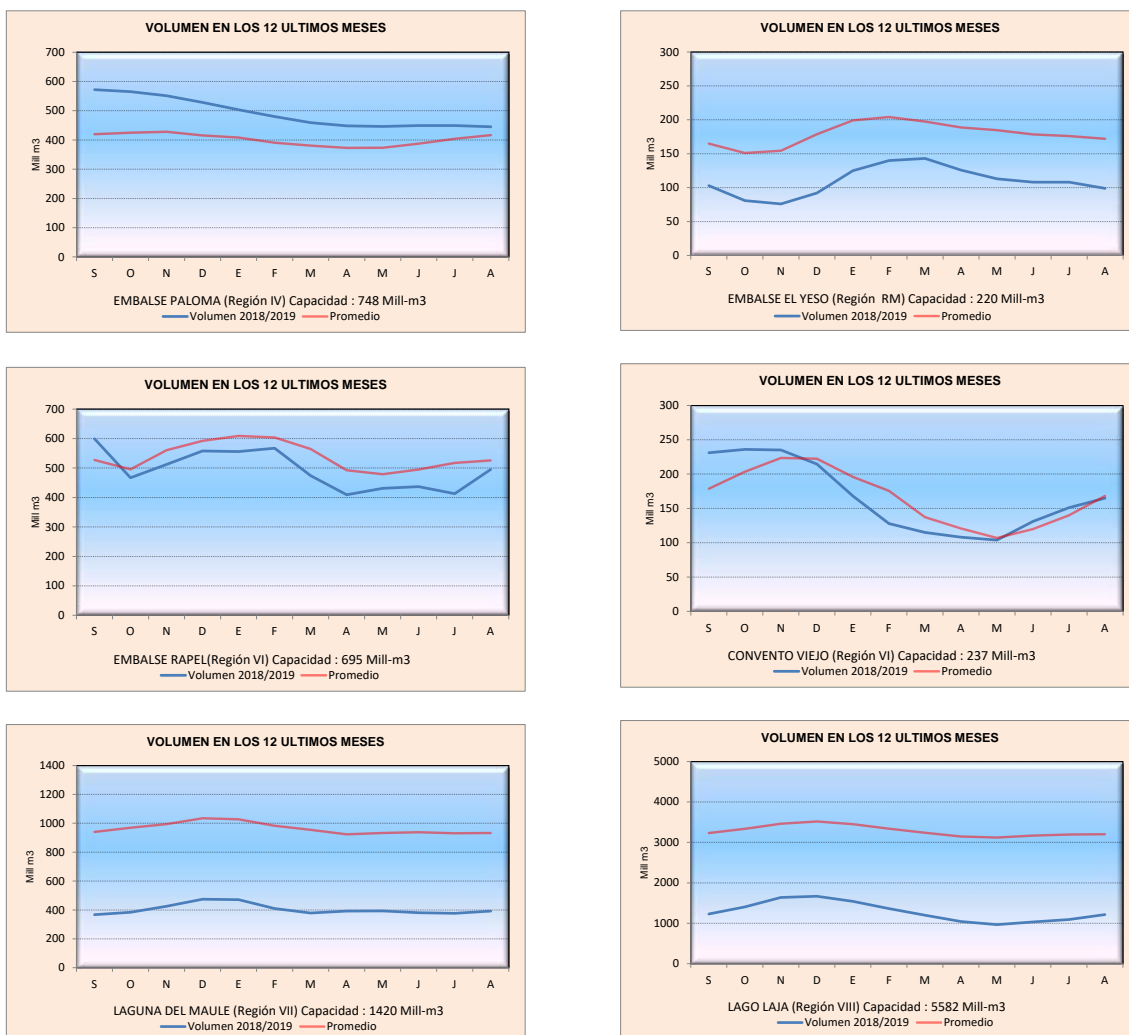 VOLUMEN EN LOS 12 ULTIMOS MESES
700
600
500
400
300
200
100
0
Mill m3
S O N D E F M A M J J A
EMBALSE PALOMA (Región IV) Capacidad : 748 Mill-m3
Volumen 2018/2019 Promedio
VOLUMEN EN LOS 12 ULTIMOS MESES
300
250
200
150
100
50
0
Mill m3
S O N D E F M A M J J A
EMBALSE EL YESO (Región RM) Capacidad : 220 Mill-m3
Volumen 2018/2019 Promedio
VOLUMEN EN LOS 12 ULTIMOS MESES
700
600
500
400
300
200
100
0
Mill m3
S O N D E F M A M J J A
EMBALSE RAPEL(Región VI) Capacidad : 695 Mill-m3
Volumen 2018/2019 Promedio
VOLUMEN EN LOS 12 ULTIMOS MESES
300
250
200
150
100
50
0
Mill m3
S O N D E F M A M J J A
CONVENTO VIEJO (Región VI) Capacidad : 237 Mill-m3
Volumen 2018/2019 Promedio
VOLUMEN EN LOS 12 ULTIMOS MESES
1400
1200
1000
800
600
400
200
0
Mill m3
S O N D E F M A M J J A
LAGUNA DEL MAULE (Región VII) Capacidad : 1420 Mill-m3
Volumen 2018/2019 Promedio
VOLUMEN EN LOS 12 ULTIMOS MESES
5000
4000
3000
2000
1000
0
Mill m3
S O N D E F M A M J J A
LAGO LAJA (Región VIII) Capacidad : 5582 Mill-m3
Volumen 2018/2019 Promedio